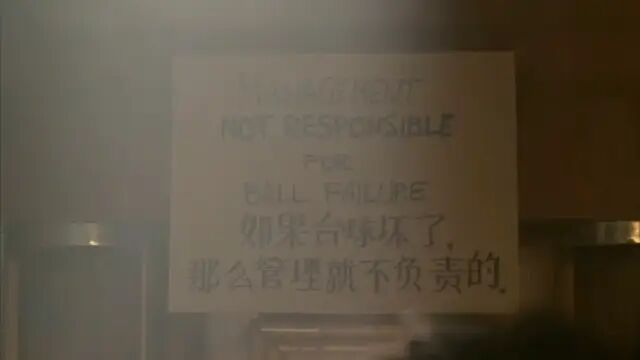 MANAGEMENT
NOT RESPONSIBLE
FOR
BALL FAILURE
如果台球坏了,
那么管理就不负责的.